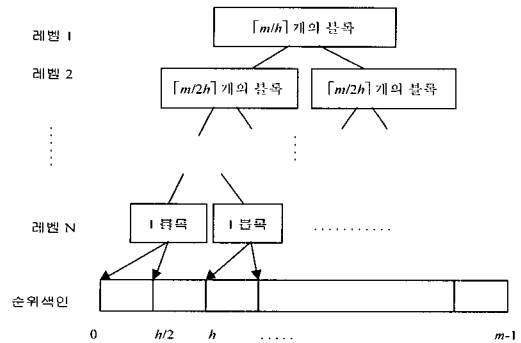 레벨 1
⌈m/h⌉ 개의 블록
레벨 2
⌈m/2h⌉ 개의 블록
⌈m/2h⌉ 개의 블록
레벨 N
1 블록
1 블록
순위색인
0
h/2
h
m-1